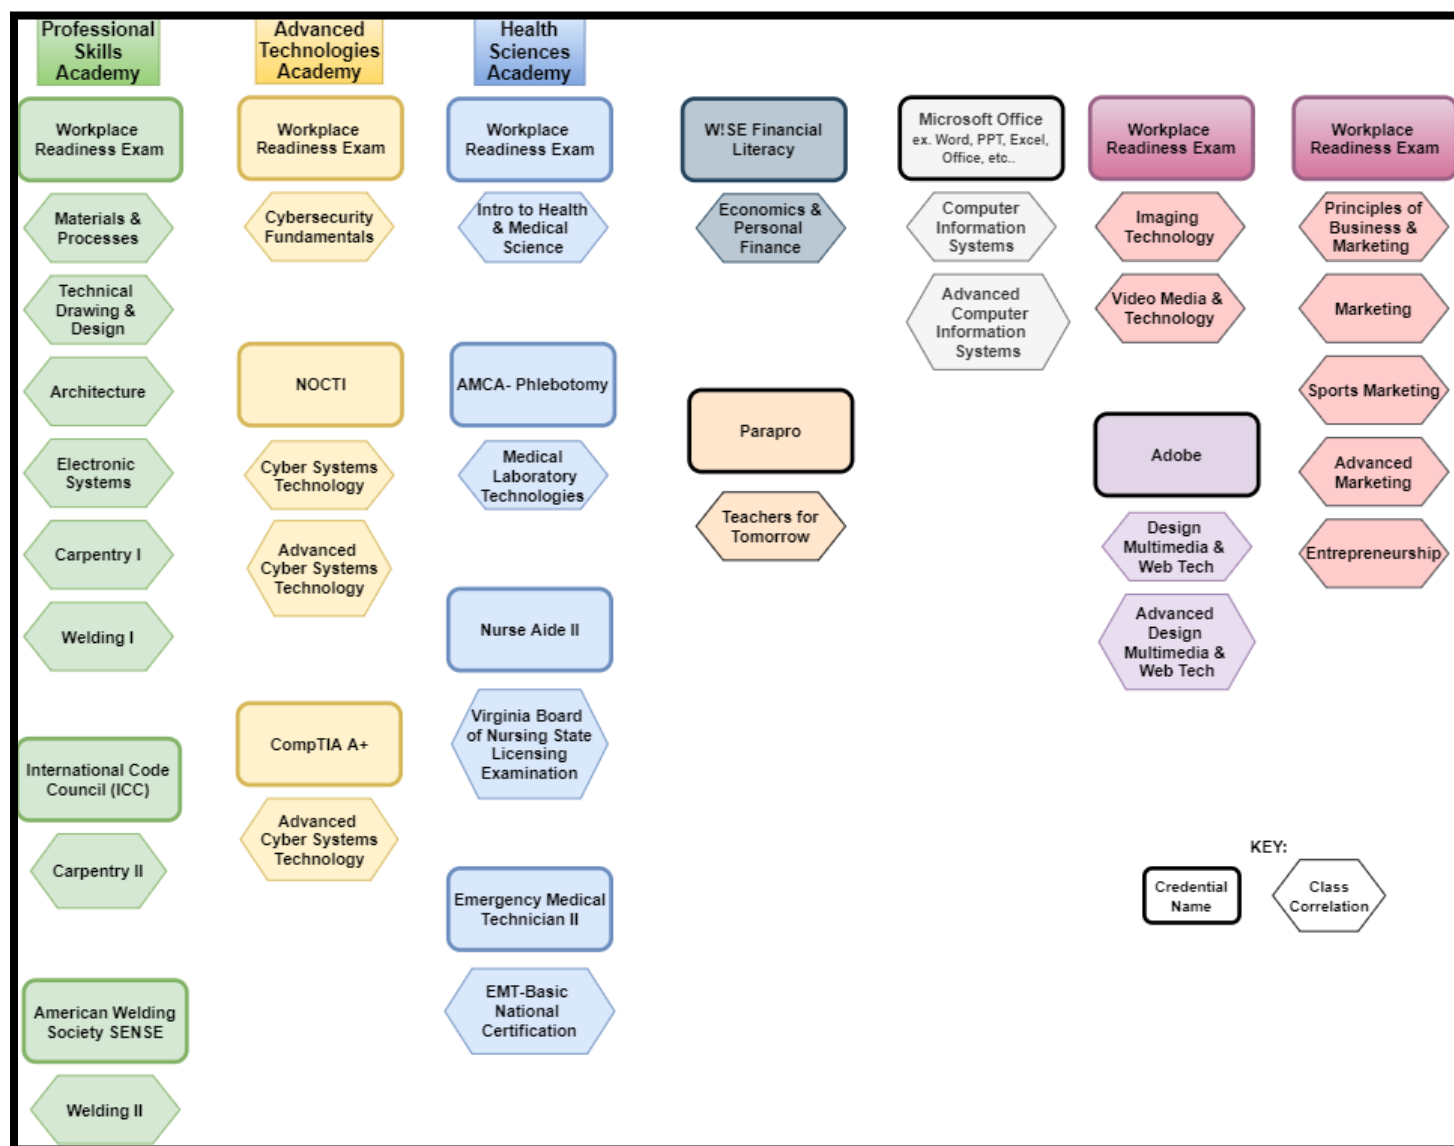 Professional
Skills
Academy
Workplace
Readiness Exam
Materials &
Processes
Technical
Drawing &
Design
Architecture
Electronic
Systems
Carpentry I
Welding I
International Code
Council (ICC)
Carpentry II
American Welding
Society SENSE
Welding II
Advanced
Technologies
Academy
Workplace
Readiness Exam
Cybersecurity
Fundamentals
NOCTI
Cyber Systems
Technology
Advanced
Cyber Systems
Technology
CompTIA A+
Advanced
Cyber Systems
Technology
Health
Sciences
Academy
Workplace
Readiness Exam
Intro to Health
& Medical
Science
AMCA- Phlebotomy
Medical
Laboratory
Technologies
Nurse Aide II
Virginia Board
of Nursing State
Licensing
Examination
Emergency Medical
Technician II
EMT-Basic
National
Certification
W!SE Financial
Literacy
Economics &
Personal
Finance
Parapro
Teachers for
Tomorrow
Microsoft Office
ex. Word, PPT, Excel,
Office, etc..
Computer
Information
Systems
Advanced
Computer
Information
Systems
Workplace
Readiness Exam
Imaging
Technology
Video Media &
Technology
Adobe
Design
Multimedia &
Web Tech
Advanced
Design
Multimedia &
Web Tech
Workplace
Readiness Exam
Principles of
Business &
Marketing
Marketing
Sports Marketing
Advanced
Marketing
Entrepreneurship
KEY:
Credential
Name
Class
Correlation